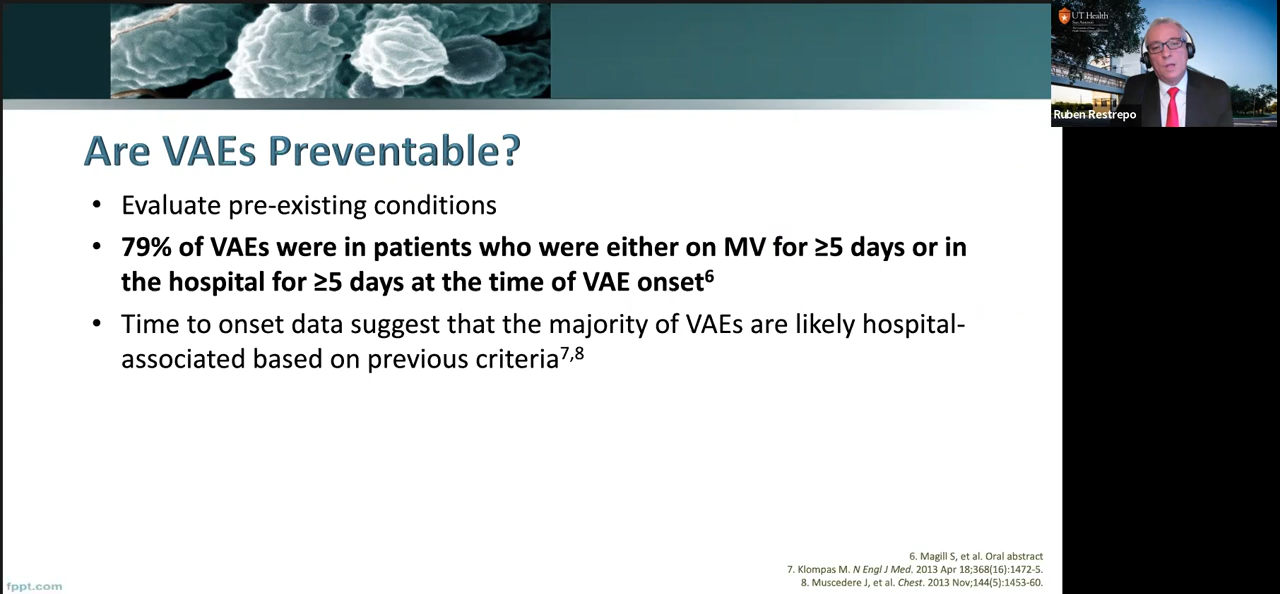 UT Health
San Antonio
Ruben Restrepo
Are VAEs Preventable?
• Evaluate pre-existing conditions
• 79% of VAEs were in patients who were either on MV for ≥5 days or in
the hospital for ≥5 days at the time of VAE onset6
• Time to onset data suggest that the majority of VAEs are likely hospital-
associated based on previous criteria7,8
6. Magill S, et al. Oral abstract
7. Klompas M. N Engl J Med. 2013 Apr 18;368(16):1472-5.
8. Muscedere J, et al. Chest. 2013 Nov;144(5):1453-60.
fppt.com